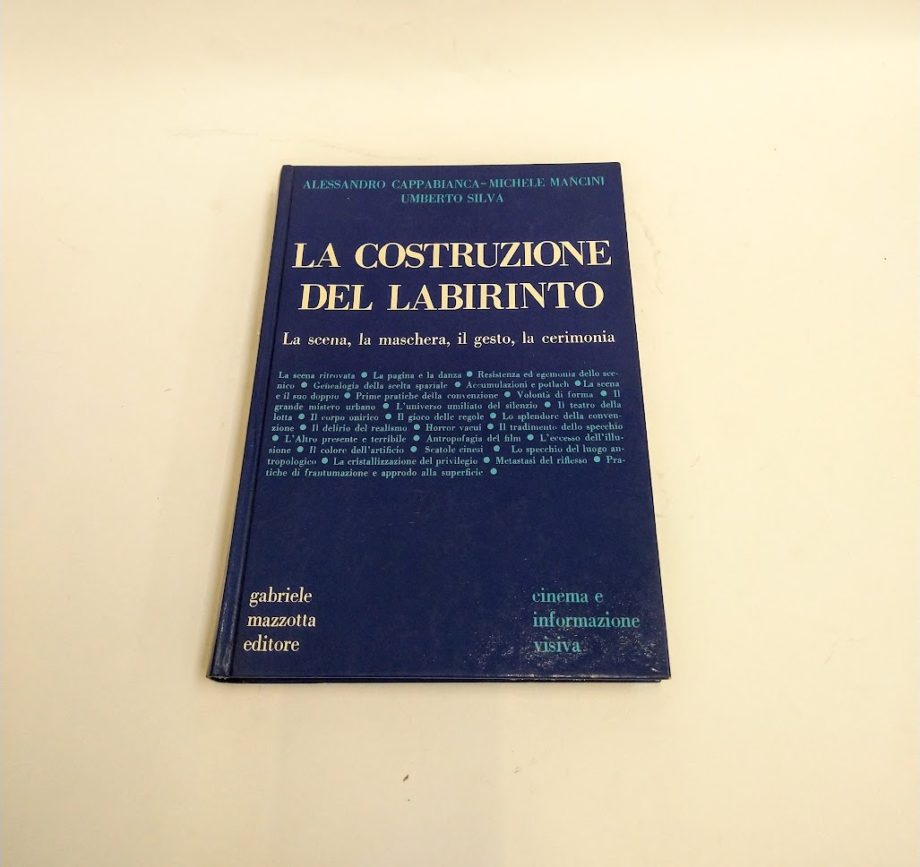 ALESSANDRO CAPPABIANCA-MICHELE MANCINI
UMBERTO SILVA
LA COSTRUZIONE
DEL LABIRINTO
La scena, la maschera, il gesto, la cerimonia
La scena ritrovata ● La pagina e la danza ● Resistenza ed egemonia dello sce-
nico ● Genealogia della scelta spaziale ● Accumulazioni e potlach ● La scena
e il suo doppio ● Prime pratiche della convenzione ● Volontà di forma ● Il
grande mistero urbano ● L'universo umiliato del silenzio ● Il teatro della
lotta ● Il corpo onirico ● Il gioco delle regole ● Lo splendore della conven-
zione ● Il delirio del realismo ● Horror vacui ● Il tradimento dello specchio
● L'Altro presente e terribile ● Antropofagia del film ● L'eccesso dell'illu-
sione ● Il colore dell'artificio ● Scatole cinesi ● Lo specchio del luogo an-
tropologico ● La cristallizzazione del privilegio ● Metastasi del riflesso ● Pra-
tiche di frantumazione e approdo alla superficie ●
gabriele
mazzotta
editore
cinema e
informazione
visiva